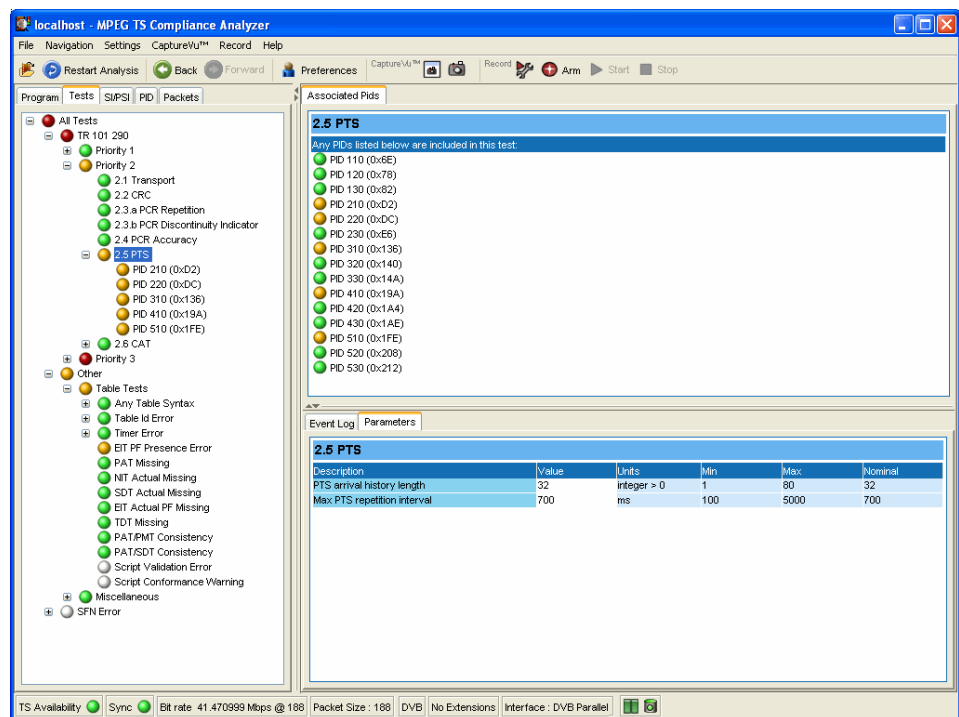 localhost - MPEG TS Compliance Analyzer
File Navigation Settings CaptureVu™ Record Help
Restart Analysis Back Forward Preferences CaptureVu™ Record Arm Start Stop
Program Tests SI/PSI PID Packets
All Tests
TR 101 290
Priority 1
Priority 2
2.1 Transport
2.2 CRC
2.3.a PCR Repetition
2.3.b PCR Discontinuity Indicator
2.4 PCR Accuracy
2.5 PTS
PID 210 (0xD2)
PID 220 (0xDC)
PID 310 (0x136)
PID 410 (0x19A)
PID 510 (0x1FE)
2.6 CAT
Priority 3
Other
Table Tests
Any Table Syntax
Table Id Error
Timer Error
EIT PF Presence Error
PAT Missing
NIT Actual Missing
SDT Actual Missing
EIT Actual PF Missing
TDT Missing
PAT/PMT Consistency
PAT/SDT Consistency
Script Validation Error
Script Conformance Warning
Miscellaneous
SFN Error
Associated Pids
2.5 PTS
Any PIDs listed below are included in this test:
PID 110 (0x6E)
PID 120 (0x78)
PID 130 (0x82)
PID 210 (0xD2)
PID 220 (0xDC)
PID 230 (0xE6)
PID 310 (0x136)
PID 320 (0x140)
PID 330 (0x14A)
PID 410 (0x19A)
PID 420 (0x1A4)
PID 430 (0x1AE)
PID 510 (0x1FE)
PID 520 (0x208)
PID 530 (0x212)
Event Log Parameters
2.5 PTS
Description Value Units Min Max Nominal
PTS arrival history length 32 integer > 0 1 80 32
Max PTS repetition interval 700 ms 100 5000 700
TS Availability Sync Bit rate 41.470999 Mbps @ 188 Packet Size : 188 DVB No Extensions Interface : DVB Parallel